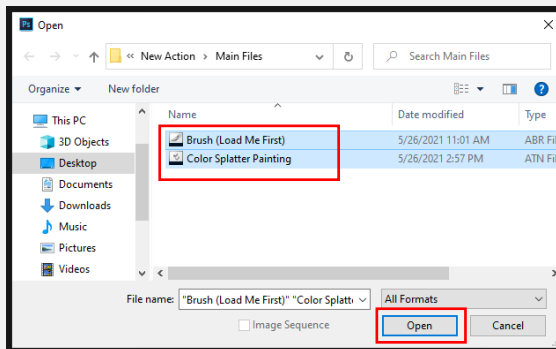 Ps Open
« New Action > Main Files
Search Main Files
Organize
New folder
?
This PC
3D Objects
Desktop
Documents
Downloads
Music
Pictures
Videos
Name Date modified Type
Brush (Load Me First) 5/26/2021 11:01 AM ABR Fi
Color Splatter Painting 5/26/2021 2:57 PM ATN Fi
File name: "Brush (Load Me First)" "Color Splatt
All Formats
Image Sequence
Open
Cancel